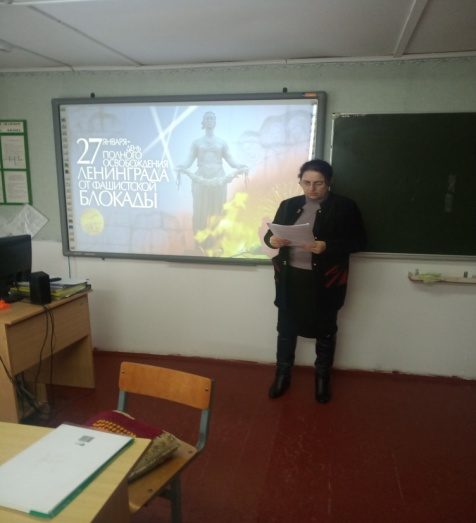 27 ЯНВАРЯ-
ДЕНЬ
ПОЛНОГО
ОСВОБОЖДЕНИЯ
ЛЕНИНГРАДА
ОТ ФАШИСТСКОЙ
БЛОКАДЫ